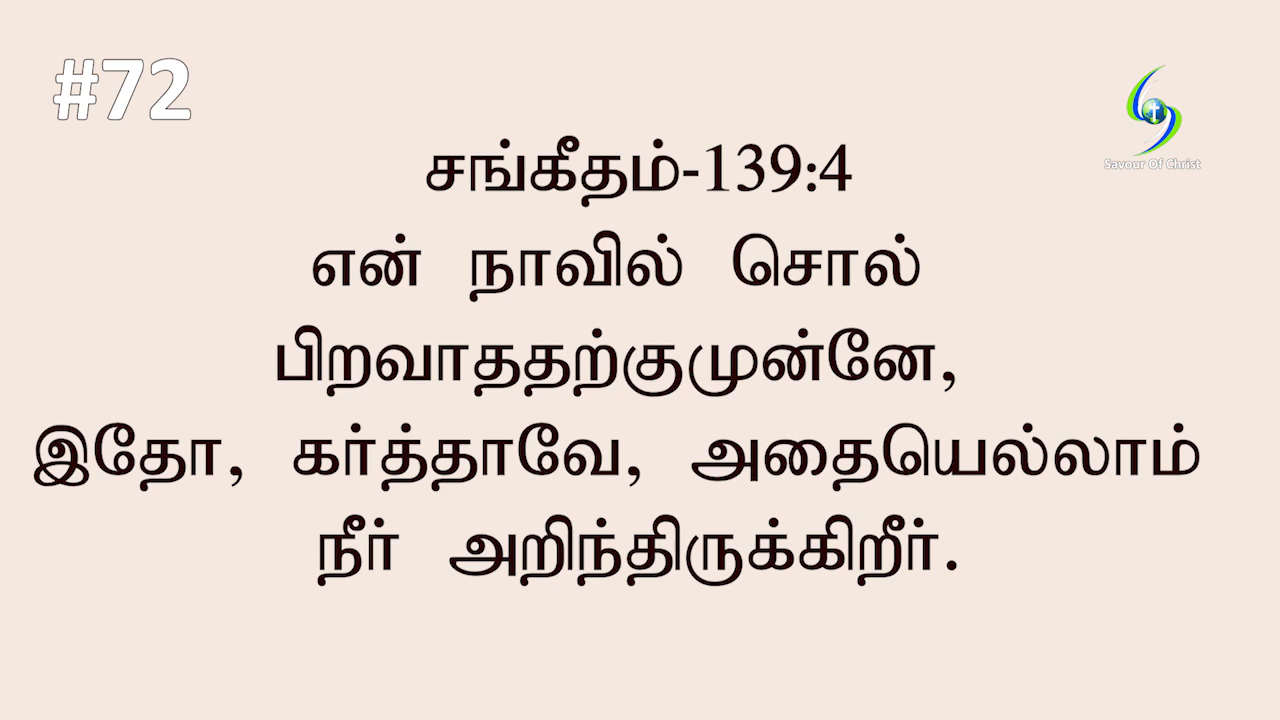 #72
Savour Of Christ
சங்கீதம்-139:4
என் நாவில் சொல்
பிறவாததற்குமுன்னே,
இதோ, கர்த்தாவே, அதையெல்லாம்
நீர் அறிந்திருக்கிறீர்.